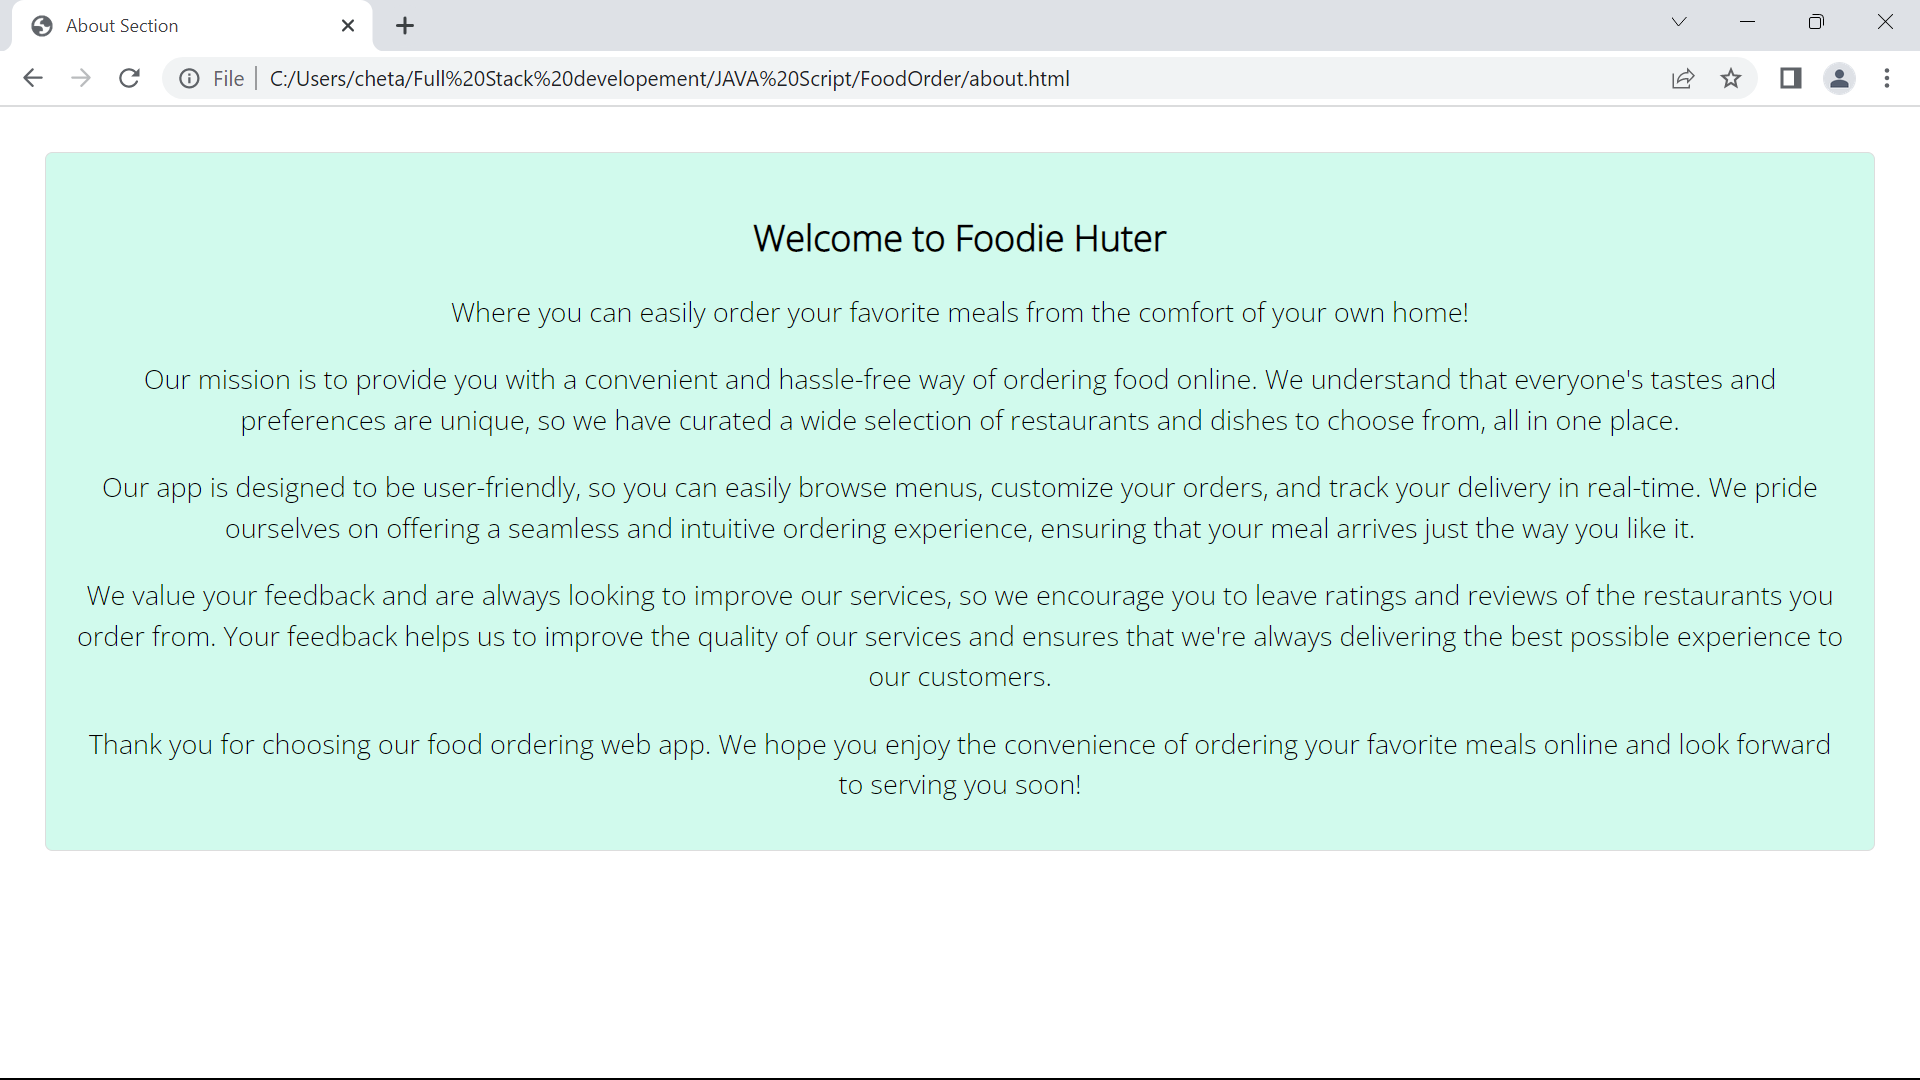 About Section
File
C:/Users/cheta/Full%20Stack%20developement/JAVA%20Script/FoodOrder/about.html
Welcome to Foodie Huter
Where you can easily order your favorite meals from the comfort of your own home!
Our mission is to provide you with a convenient and hassle-free way of ordering food online. We understand that everyone's tastes and
preferences are unique, so we have curated a wide selection of restaurants and dishes to choose from, all in one place.
Our app is designed to be user-friendly, so you can easily browse menus, customize your orders, and track your delivery in real-time. We pride
ourselves on offering a seamless and intuitive ordering experience, ensuring that your meal arrives just the way you like it.
We value your feedback and are always looking to improve our services, so we encourage you to leave ratings and reviews of the restaurants you
order from. Your feedback helps us to improve the quality of our services and ensures that we're always delivering the best possible experience to
our customers.
Thank you for choosing our food ordering web app. We hope you enjoy the convenience of ordering your favorite meals online and look forward
to serving you soon!